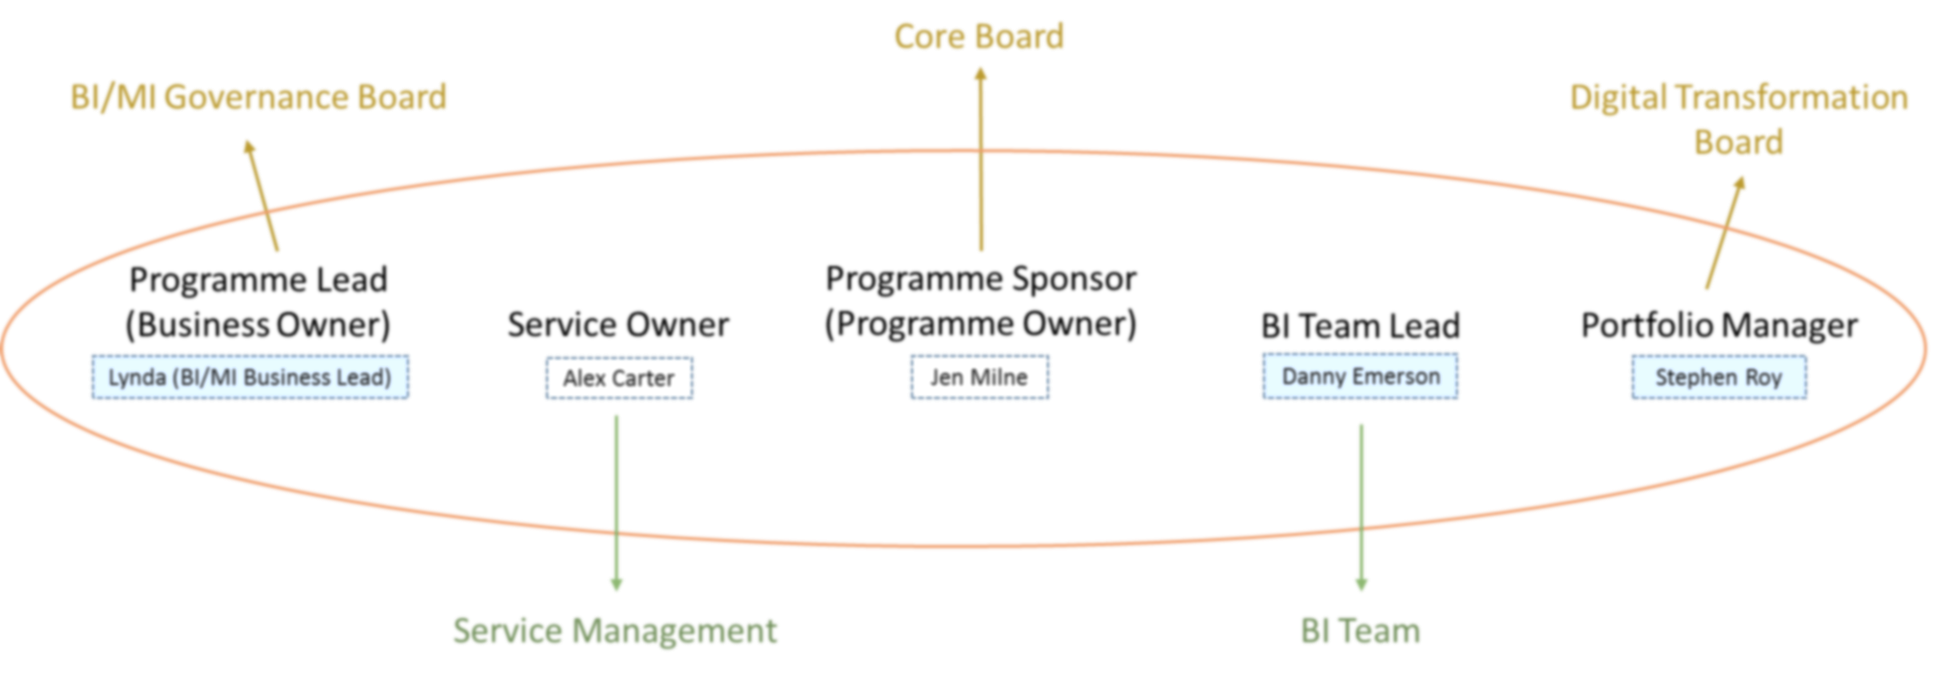 Core Board
BI/MI Governance Board
Digital Transformation
Board
Programme Lead
(Business Owner)
Lynda (BI/MI Business Lead)
Service Owner
Alex Carter
Programme Sponsor
(Programme Owner)
Jen Milne
BI Team Lead
Danny Emerson
Portfolio Manager
Stephen Roy
Service Management
BI Team